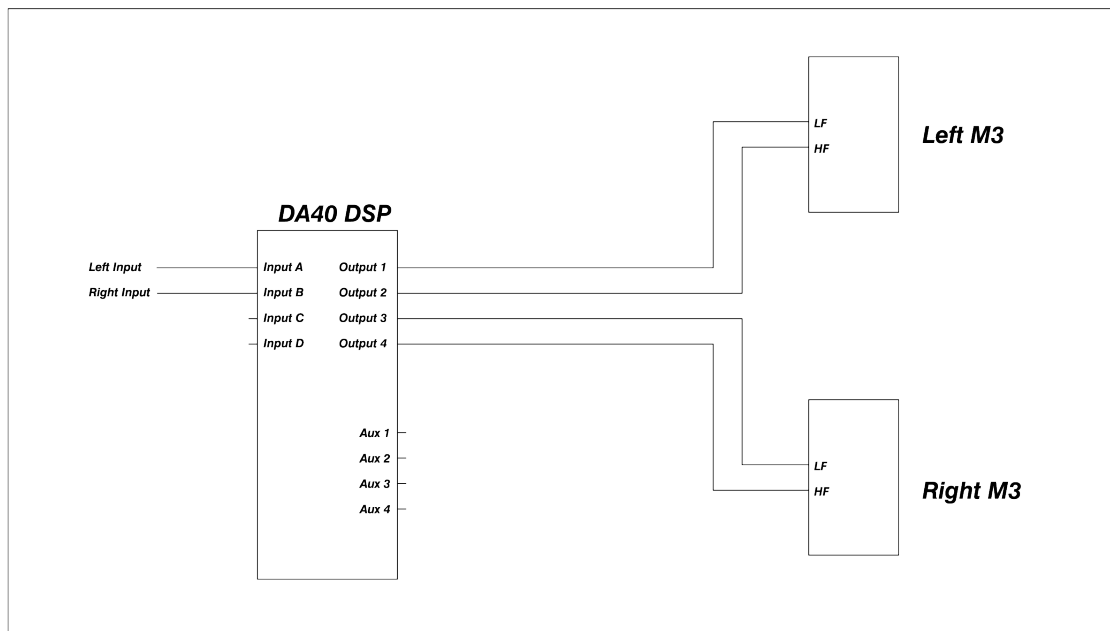 LF
HF
Left M3
DA40 DSP
Left Input
Input A
Output 1
Right Input
Input B
Output 2
Input C
Output 3
Input D
Output 4
Aux 1
Aux 2
Aux 3
Aux 4
LF
HF
Right M3